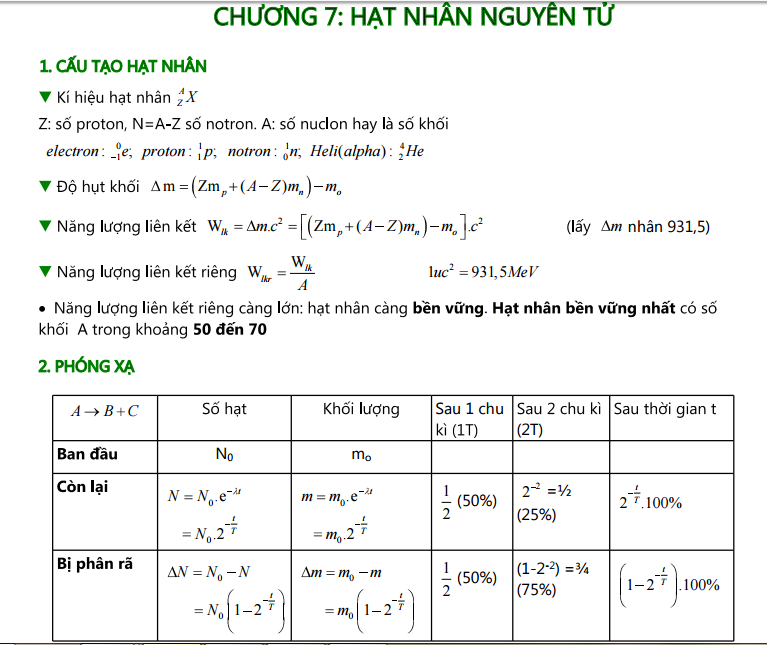 CHƯƠNG 7: HẠT NHÂN NGUYÊN TỬ
1. CẤU TẠO HẠT NHÂN
▼ Kí hiệu hạt nhân $^{A}_{Z}X$
Z: số proton, N=A-Z số notron. A: số nuclon hay là số khối
electron: $^{0}_{-1}e$; proton: $^{1}_{1}p$; notron: $^{1}_{0}n$; Heli(alpha): $^{4}_{2}He$
▼ Độ hụt khối $\Delta m = (Zm_p + (A-Z)m_n) - m_o$
▼ Năng lượng liên kết $W_{lk} = \Delta m.c^2 = [(Zm_p + (A-Z)m_n) - m_o].c^2$ (lấy $\Delta m$ nhân 931,5)
▼ Năng lượng liên kết riêng $W_{lkr} = \frac{W_{lk}}{A}$ $1uc^2 = 931,5MeV$
• Năng lượng liên kết riêng càng lớn: hạt nhân càng bền vững. Hạt nhân bền vững nhất có số
khối A trong khoảng 50 đến 70
2. PHÓNG XẠ
$A \rightarrow B+C$ Số hạt Khối lượng Sau 1 chu Sau 2 chu kì Sau thời gian t
kì (1T) (2T)
Ban đầu $N_0$ $m_o$
Còn lại $N = N_0.e^{-\lambda t}$ $m = m_0.e^{-\lambda t}$ $\frac{1}{2}$ (50%) $2^{-2}$ =½ $2^{-\frac{t}{T}}.100\%$
$= N_0.2^{-\frac{t}{T}}$ $= m_0.2^{-\frac{t}{T}}$ (25%)
Bị phân rã $\Delta N = N_0 - N$ $\Delta m = m_0 - m$ $\frac{1}{2}$ (50%) (1-2$^{-2}$) =¾ $\left(1-2^{-\frac{t}{T}}\right).100\%$
$= N_0\left(1-2^{-\frac{t}{T}}\right)$ $= m_0\left(1-2^{-\frac{t}{T}}\right)$ (75%)